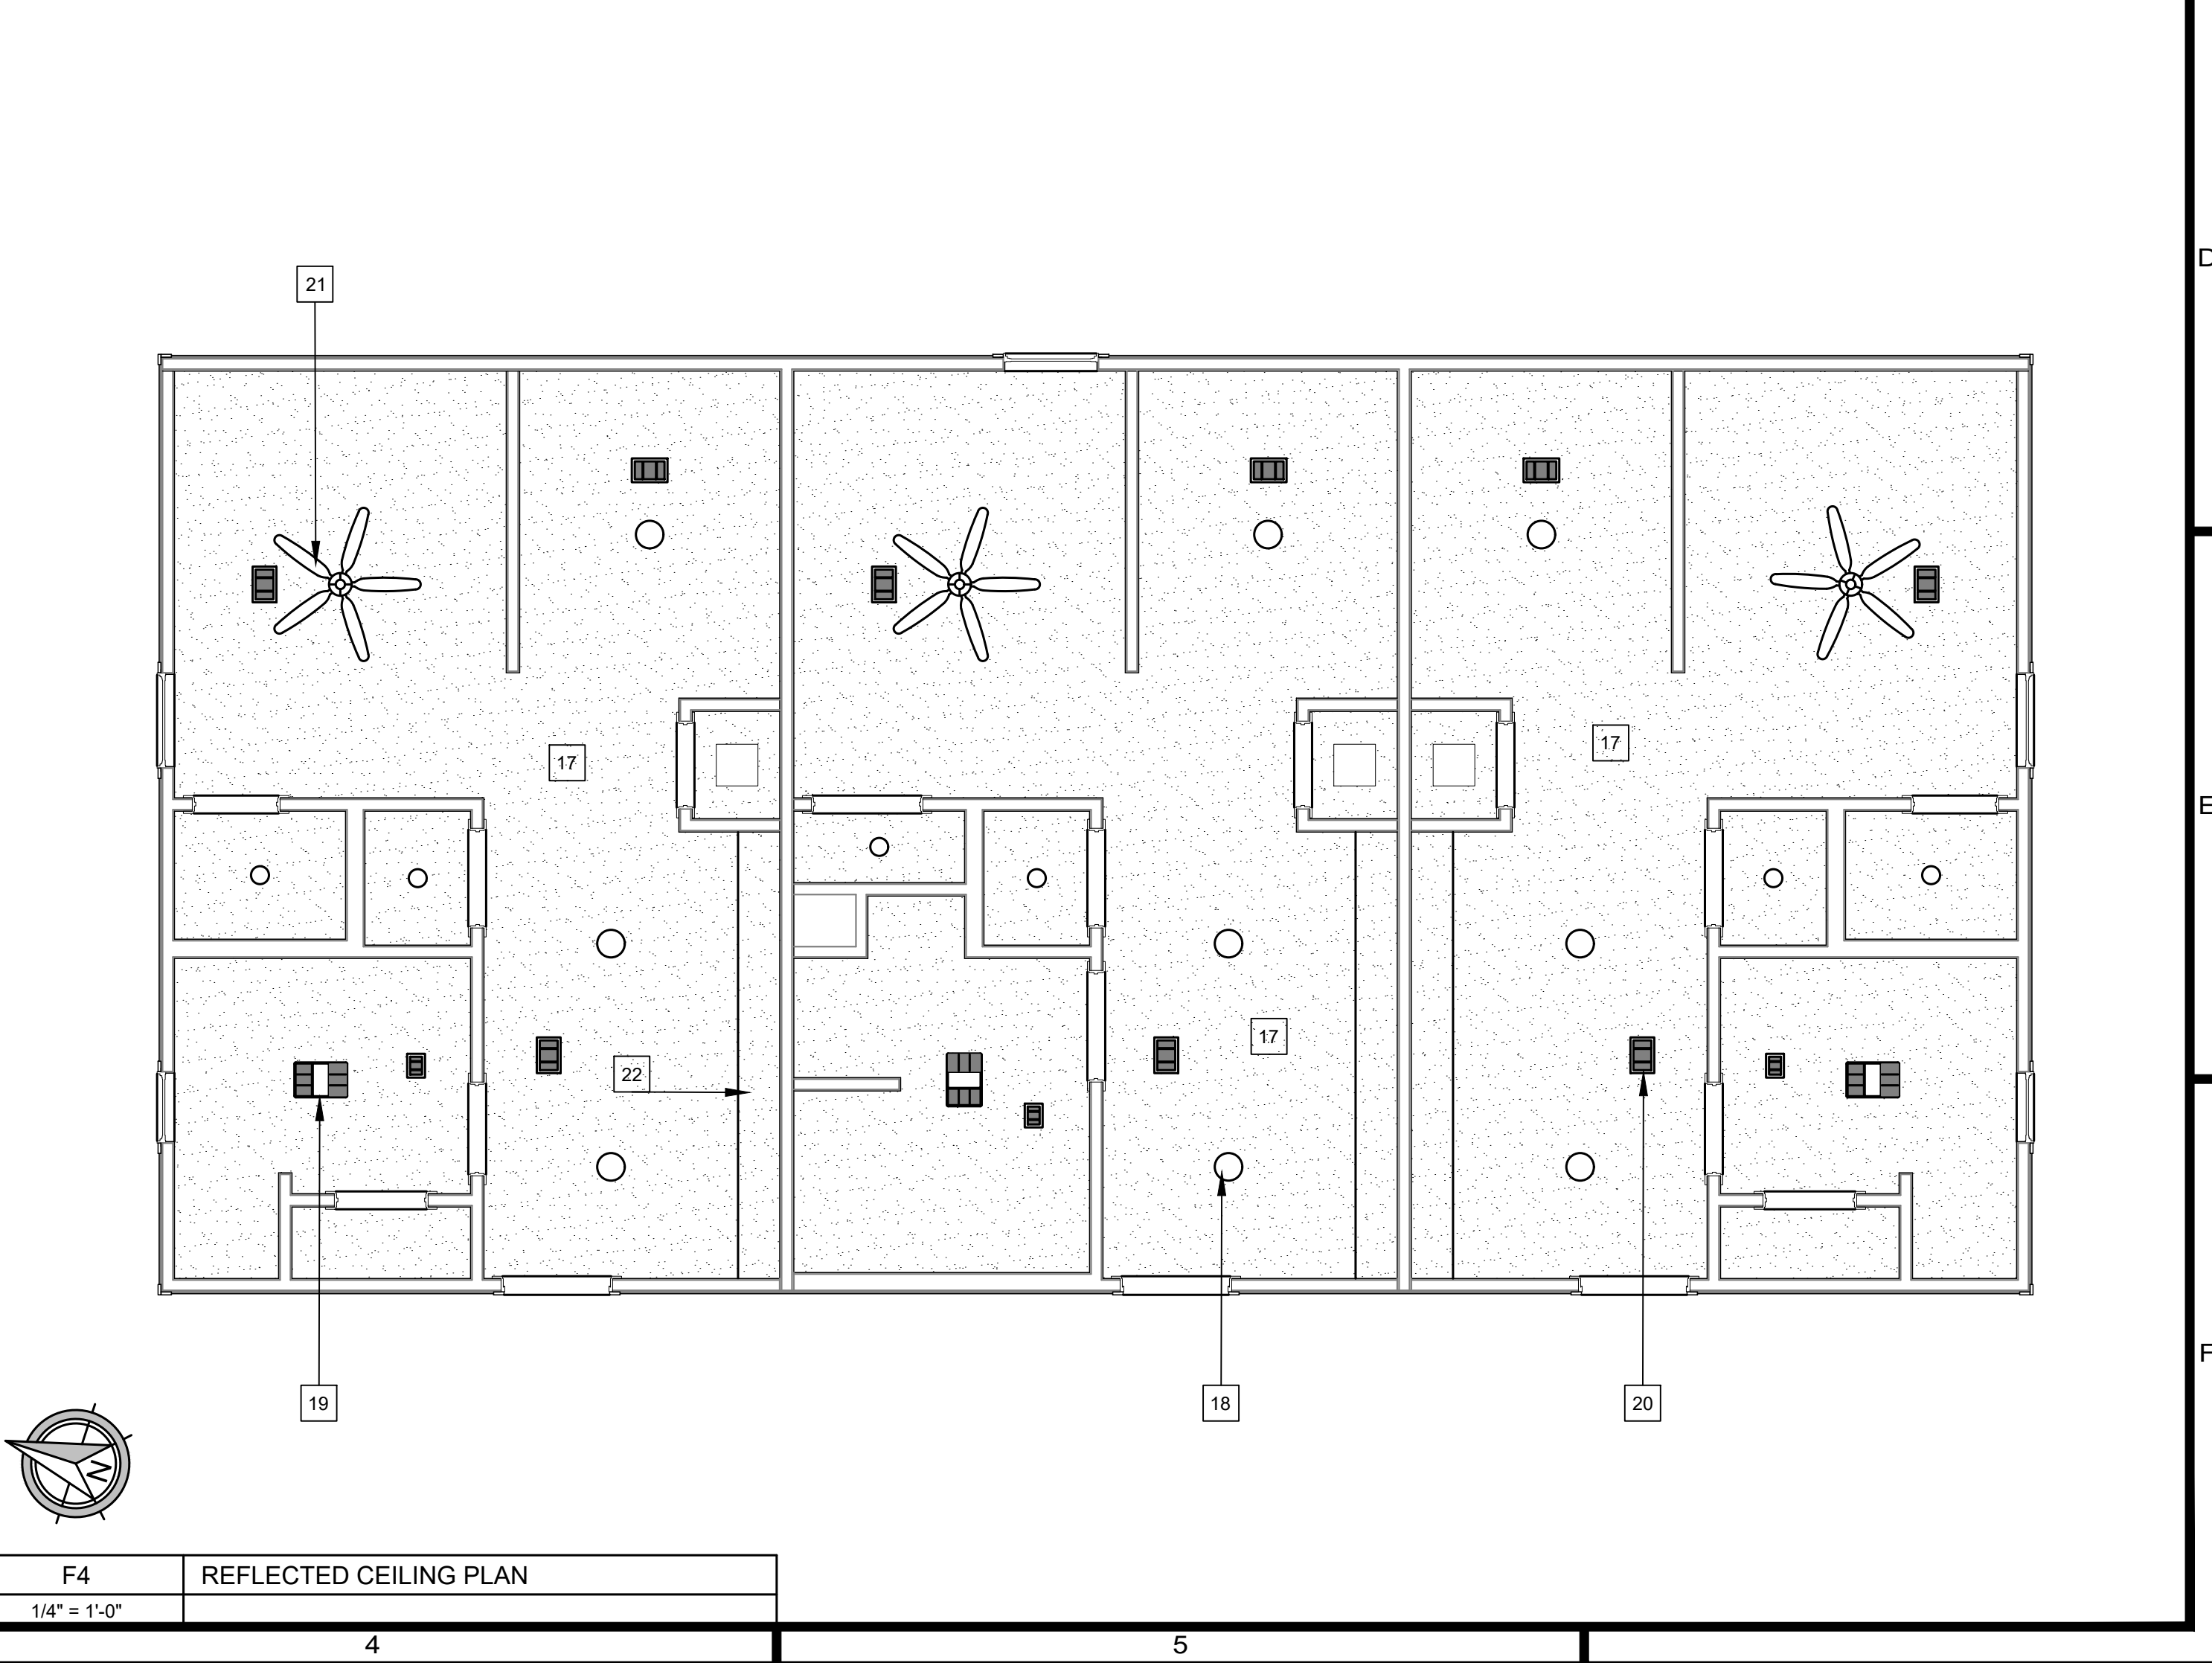 21
D
17
17
E
17
22
F
19
18
20
N
F4 REFLECTED CEILING PLAN
1/4" = 1'-0"
4 5